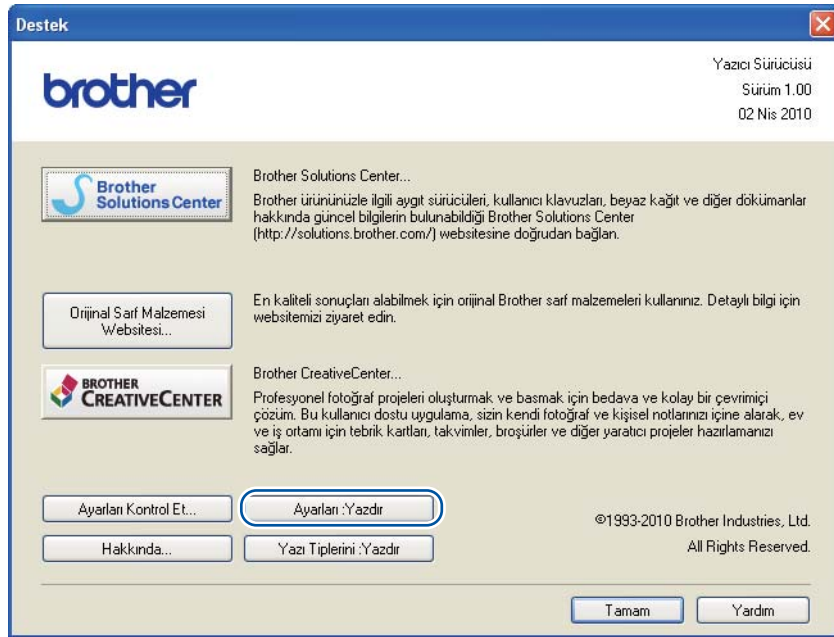 Destek
brother
Yazıcı Sürücüsü
Sürüm 1.00
02 Nis 2010
Brother
Solutions Center
Brother Solutions Center...
Brother ürününüzle ilgili aygıt sürücüleri, kullanıcı klavuzları, beyaz kağıt ve diğer dökümanlar
hakkında güncel bilgilerin bulunabildiği Brother Solutions Center
(http://solutions.brother.com/) websitesine doğrudan bağlan.
Orijinal Sarf Malzemesi
Websitesi...
En kaliteli sonuçları alabilmek için orijinal Brother sarf malzemeleri kullanınız. Detaylı bilgi için
websitemizi ziyaret edin.
BROTHER
CREATIVECENTER
Brother CreativeCenter...
Profesyonel fotoğraf projeleri oluşturmak ve basmak için bedava ve kolay bir çevrimiçi
çözüm. Bu kullanıcı dostu uygulama, sizin kendi fotoğraf ve kişisel notlarınızı içine alarak, ev
ve iş ortamı için tebrik kartları, takvimler, broşürler ve diğer yaratıcı projeler hazırlamanızı
sağlar.
Ayarları Kontrol Et...
Ayarları :Yazdır
Hakkında...
Yazı Tiplerini :Yazdır
©1993-2010 Brother Industries, Ltd.
All Rights Reserved.
Tamam
Yardım